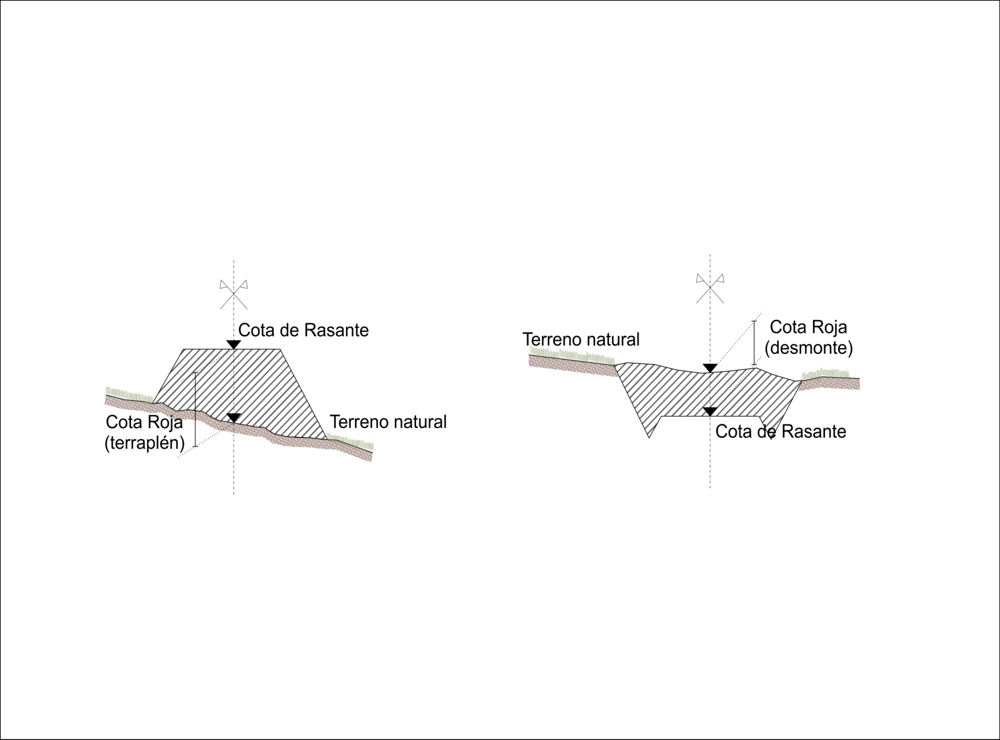 Cota de Rasante
Cota Roja
(terraplén)
Terreno natural
Terreno natural
Cota Roja
(desmonte)
Cota de Rasante